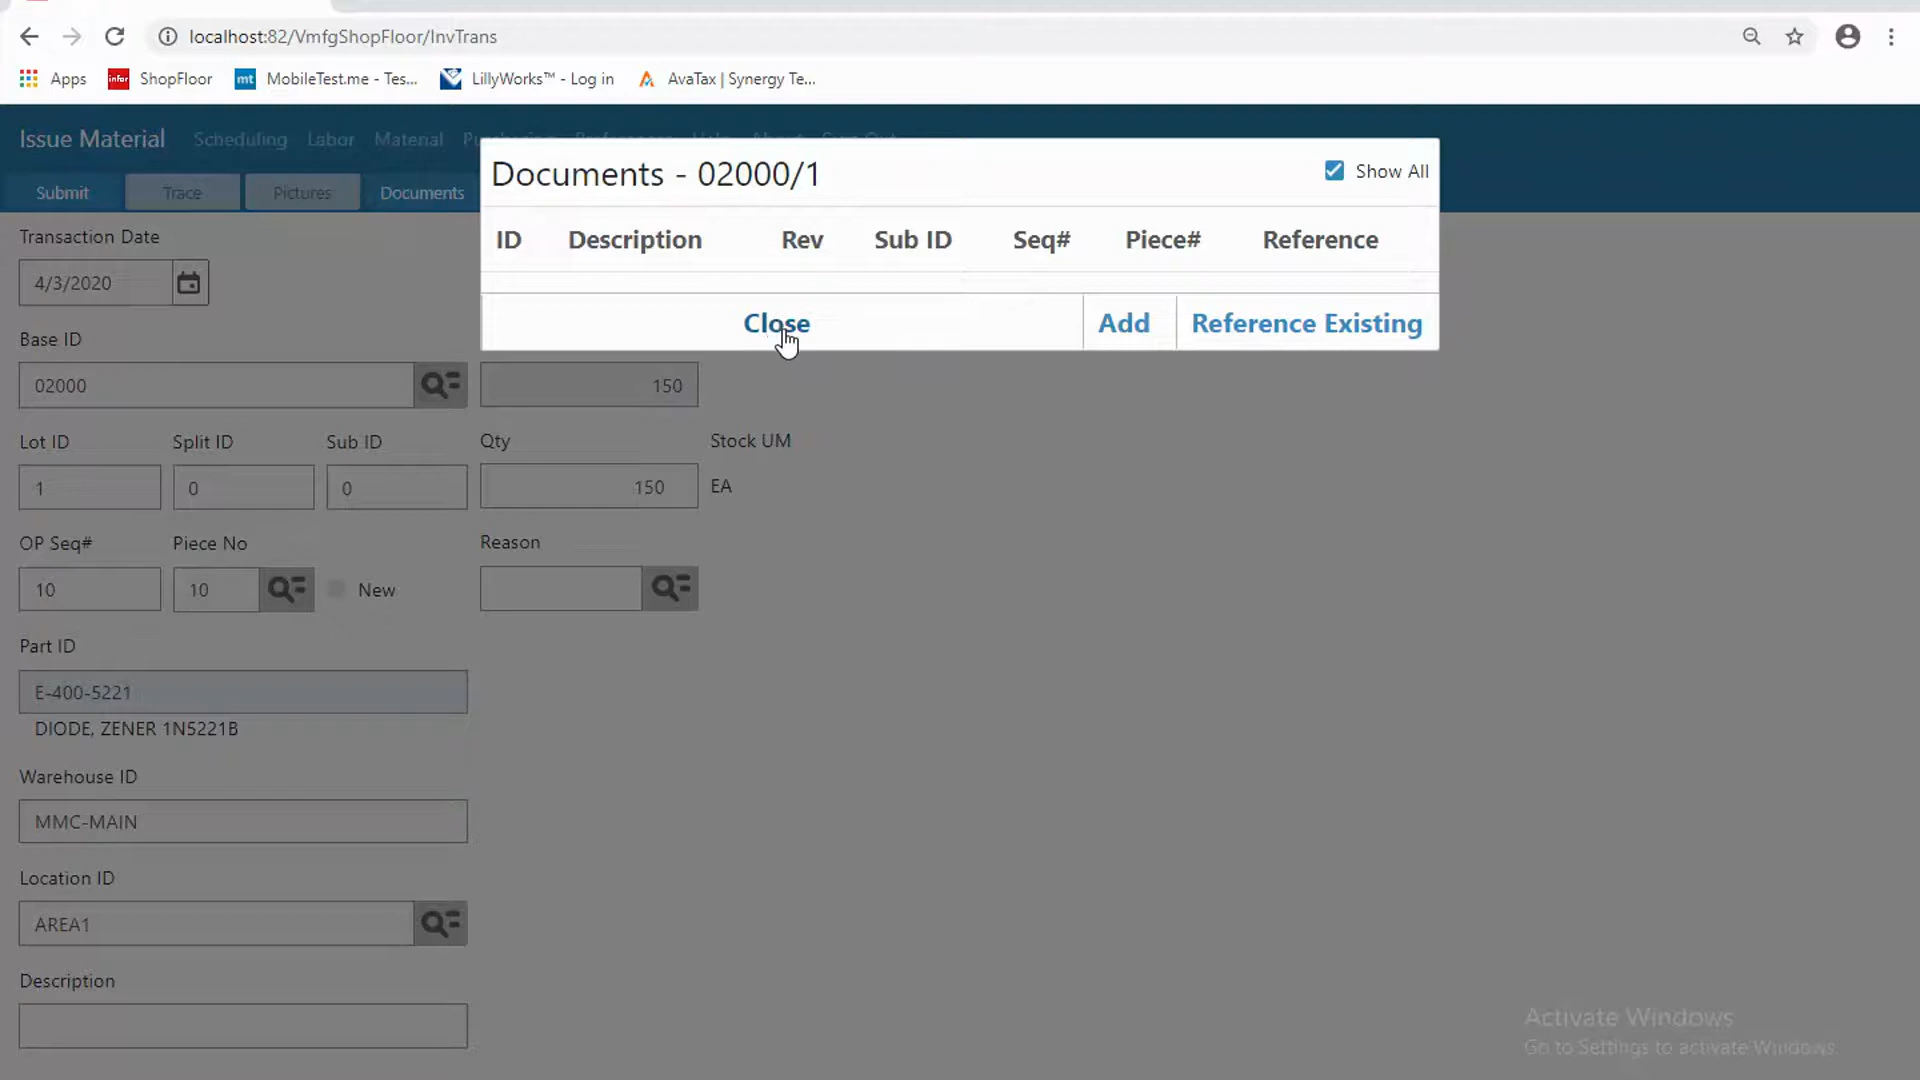 localhost:82/VmfgShopFloor/InvTrans
Apps
infor ShopFloor
mt MobileTest.me - Tes...
LillyWorks™ - Log in
AvaTax | Synergy Te...
Issue Material Scheduling Labor Material
Submit Trace Pictures Documents
Documents - 02000/1
Show All
ID Description Rev Sub ID Seq# Piece# Reference
Close Add Reference Existing
Transaction Date
4/3/2020
Base ID
02000
150
Lot ID Split ID Sub ID Qty Stock UM
1 0 0 150 EA
OP Seq# Piece No Reason
10 10 New
Part ID
E-400-5221
DIODE, ZENER 1N5221B
Warehouse ID
MMC-MAIN
Location ID
AREA1
Description
Activate Windows
Go to Settings to activate Windows.